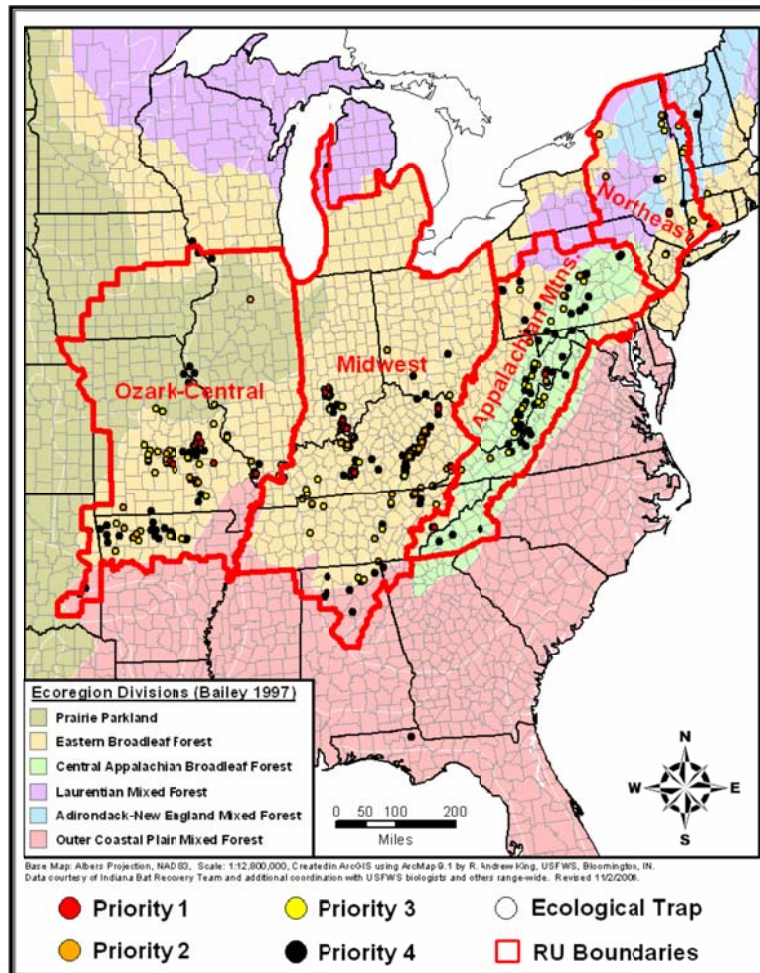 Northeast
Appalachian Mtns.
Midwest
Ozark-Central
Ecoregion Divisions (Bailey 1997)
Prairie Parkland
Eastern Broadleaf Forest
Central Appalachian Broadleaf Forest
Laurentian Mixed Forest
Adirondack-New England Mixed Forest
Outer Coastal Plair Mixed Forest
0 50 100 200
Miles
N
W E
S
Base Map: Albers Projection, NAD83, Scale: 1:12,800,000, Created in ArcGIS using ArcMap 9.1 by R. Andrew King, USFWS, Bloomington, IN.
Data courtesy of Indiana Bat Recovery Team and additional coordination with USFWS biologists and others range-wide. Revised 11/2/2006.
Priority 1 Priority 3 Ecological Trap
Priority 2 Priority 4 RU Boundaries